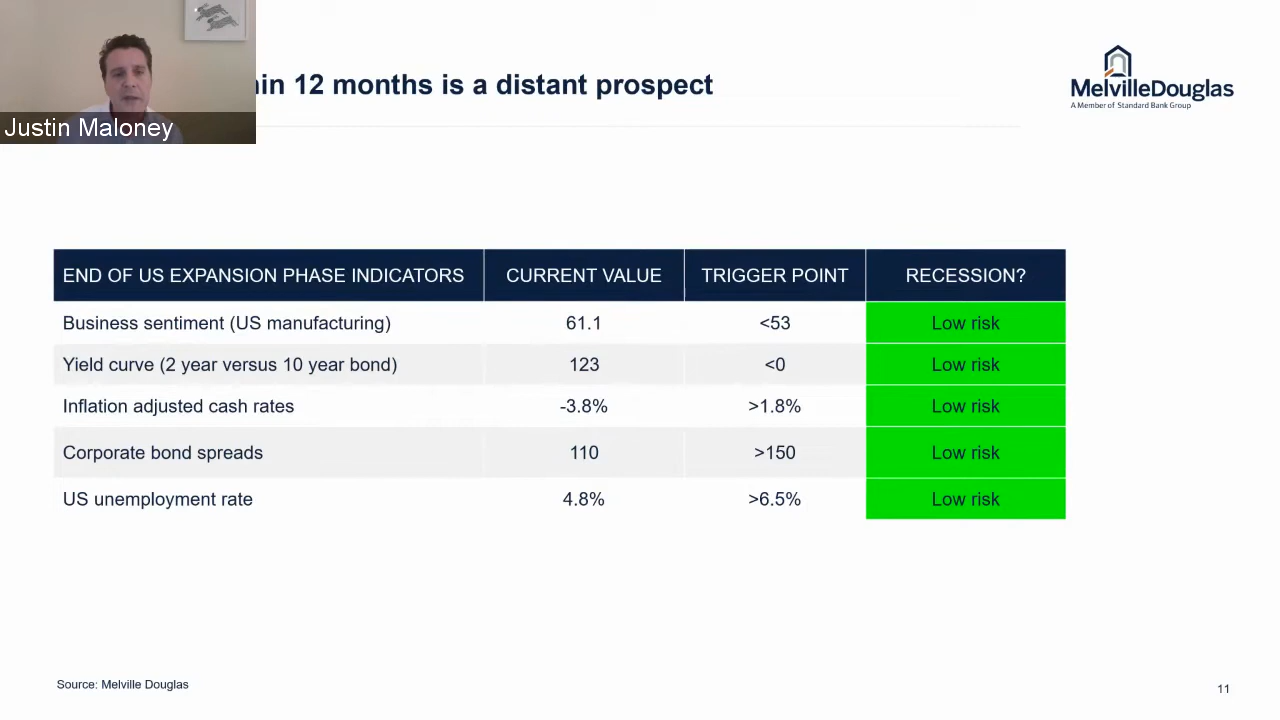 12 months is a distant prospect
MelvilleDouglas
A Member of Standard Bank Group
Justin Maloney
END OF US EXPANSION PHASE INDICATORS CURRENT VALUE TRIGGER POINT RECESSION?
Business sentiment (US manufacturing) 61.1 <53 Low risk
Yield curve (2 year versus 10 year bond) 123 <0 Low risk
Inflation adjusted cash rates -3.8% >1.8% Low risk
Corporate bond spreads 110 >150 Low risk
US unemployment rate 4.8% >6.5% Low risk
Source: Melville Douglas
11